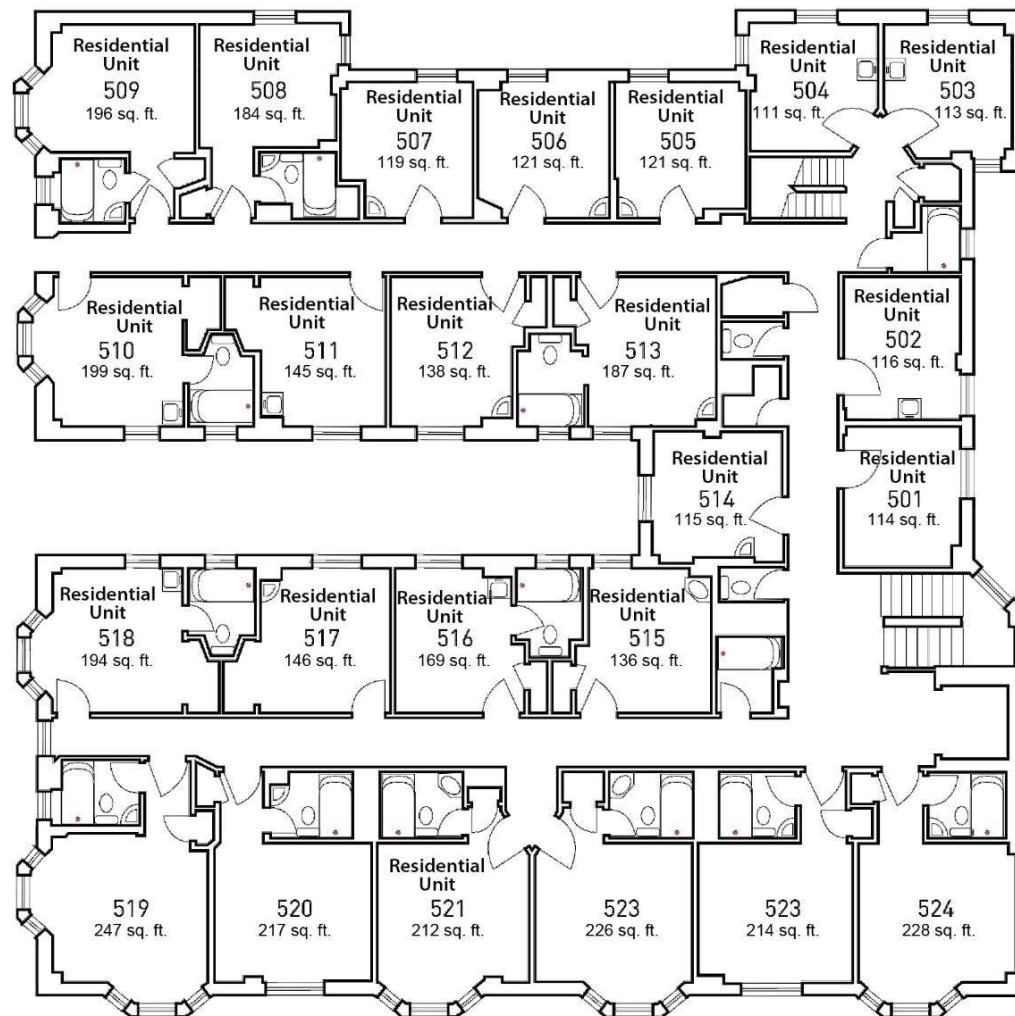 Residential
Unit
509
196 sq. ft.
Residential
Unit
508
184 sq. ft.
Residential
Unit
507
119 sq. ft.
Residential
Unit
506
121 sq. ft.
Residential
Unit
505
121 sq. ft.
Residential
Unit
504
111 sq. ft.
Residential
Unit
503
113 sq. ft.
Residential
Unit
510
199 sq. ft.
Residential
Unit
511
145 sq. ft.
Residential
Unit
512
138 sq. ft.
Residential
Unit
513
187 sq. ft.
Residential
Unit
502
116 sq. ft.
Residential
Unit
514
115 sq. ft.
Residential
Unit
501
114 sq. ft.
Residential
Unit
518
194 sq. ft.
Residential
Unit
517
146 sq. ft.
Residential
Unit
516
169 sq. ft.
Residential
Unit
515
136 sq. ft.
519
247 sq. ft.
520
217 sq. ft.
Residential
Unit
521
212 sq. ft.
523
226 sq. ft.
523
214 sq. ft.
524
228 sq. ft.